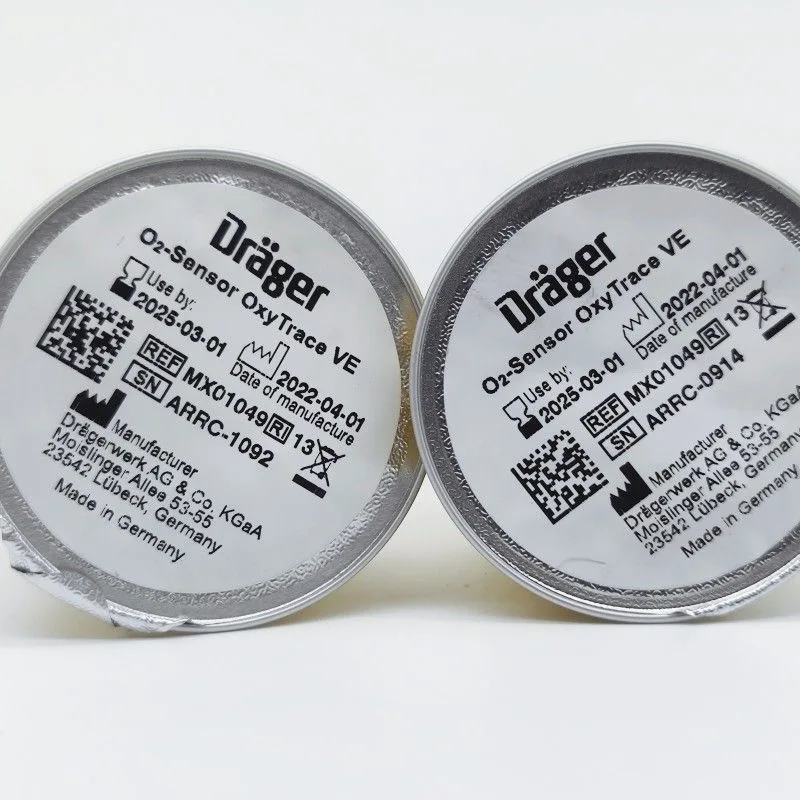 Dräger
O₂-Sensor OxyTrace VE
Use by:
2025-03-01
2022-04-01
Date of manufacture
REF MX01049 RI 13
SN ARRC-1092
Manufacturer
Drägerwerk AG & Co. KGaA
Moislinger Allee 53-55
23542 Lübeck, Germany
Made in Germany
Dräger
O₂-Sensor OxyTrace VE
Use by:
2025-03-01
2022-04-01
Date of manufacture
REF MX01049 RI 13
SN ARRC-0914
Manufacturer
Drägerwerk AG & Co. KGaA
Moislinger Allee 53-55
23542 Lübeck, Germany
Made in Germany